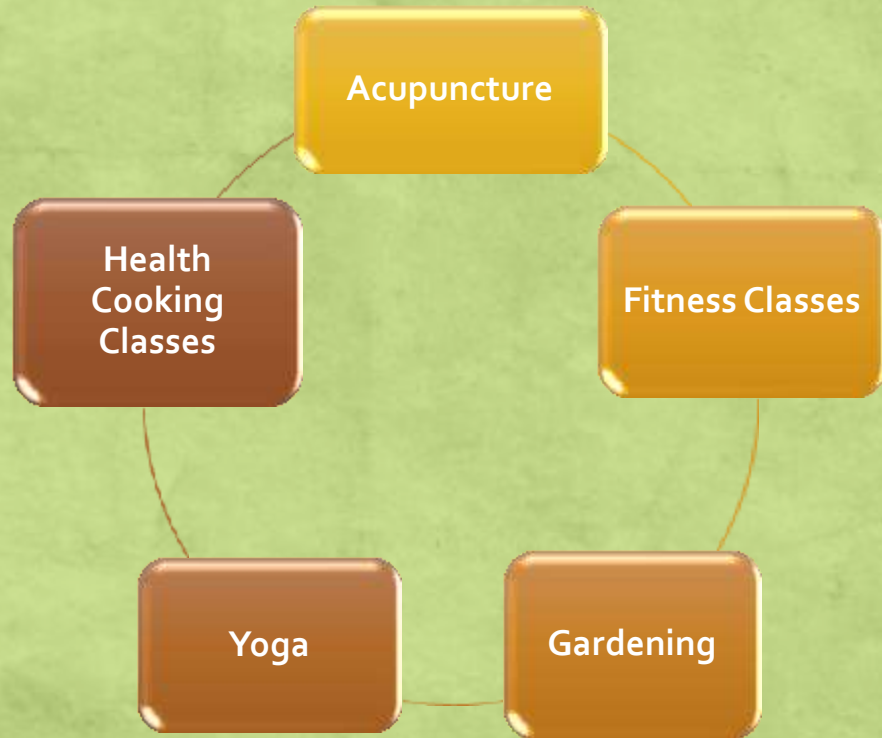 Acupuncture
Fitness Classes
Gardening
Yoga
Health
Cooking
Classes